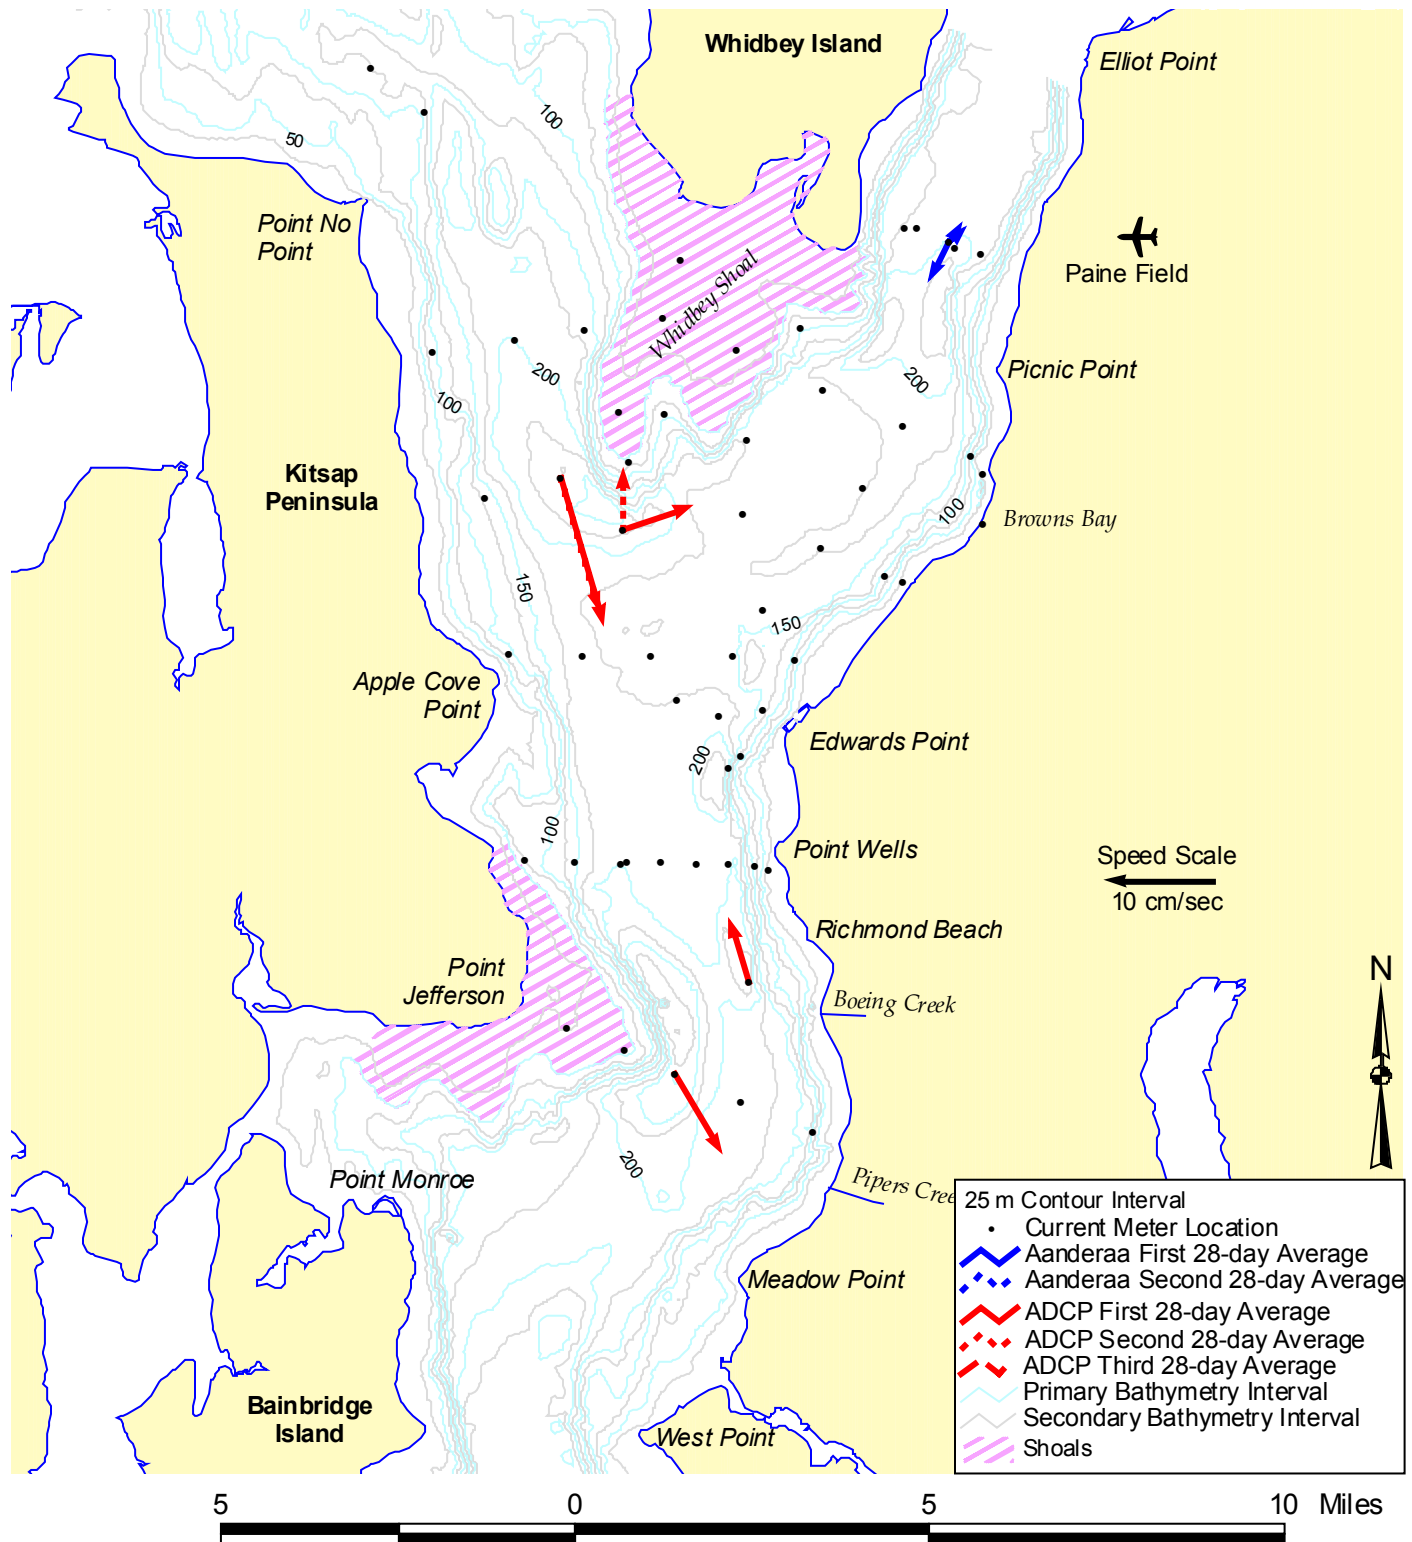 Whidbey Island
Elliot Point
100
50
Point No
Point
Paine Field
Whidbey Shoal
200
200
Picnic Point
100
Kitsap
Peninsula
100
Browns Bay
150
150
Apple Cove
Point
Edwards Point
200
100
Point Wells
Speed Scale
10 cm/sec
Richmond Beach
Point
Jefferson
N
Boeing Creek
200
Point Monroe
Pipers Cree
25 m Contour Interval
Current Meter Location
Aanderaa First 28-day Average
Aanderaa Second 28-day Average
ADCP First 28-day Average
ADCP Second 28-day Average
ADCP Third 28-day Average
Primary Bathymetry Interval
Secondary Bathymetry Interval
Shoals
Meadow Point
Bainbridge
Island
West Point
5 0 5 10 Miles